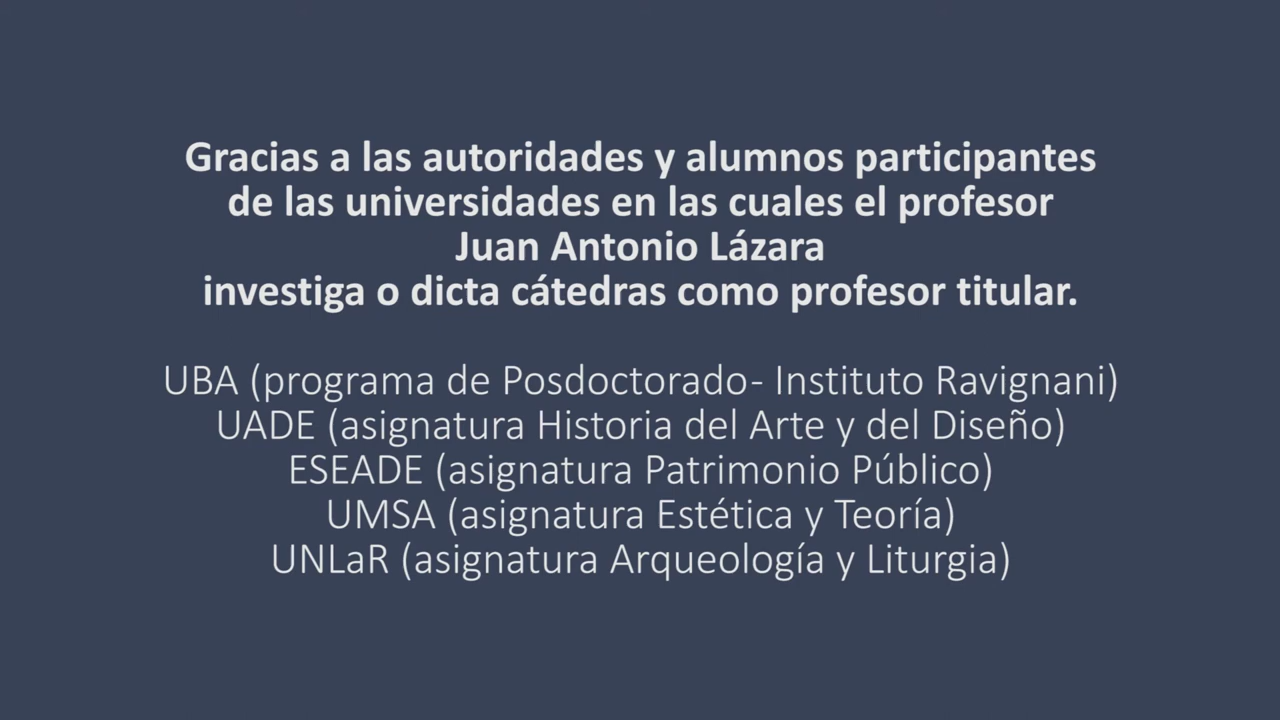 Gracias a las autoridades y alumnos participantes
de las universidades en las cuales el profesor
Juan Antonio Lázara
investiga o dicta cátedras como profesor titular.
UBA (programa de Posdoctorado- Instituto Ravignani)
UADE (asignatura Historia del Arte y del Diseño)
ESEADE (asignatura Patrimonio Público)
UMSA (asignatura Estética y Teoría)
UNLaR (asignatura Arqueología y Liturgia)